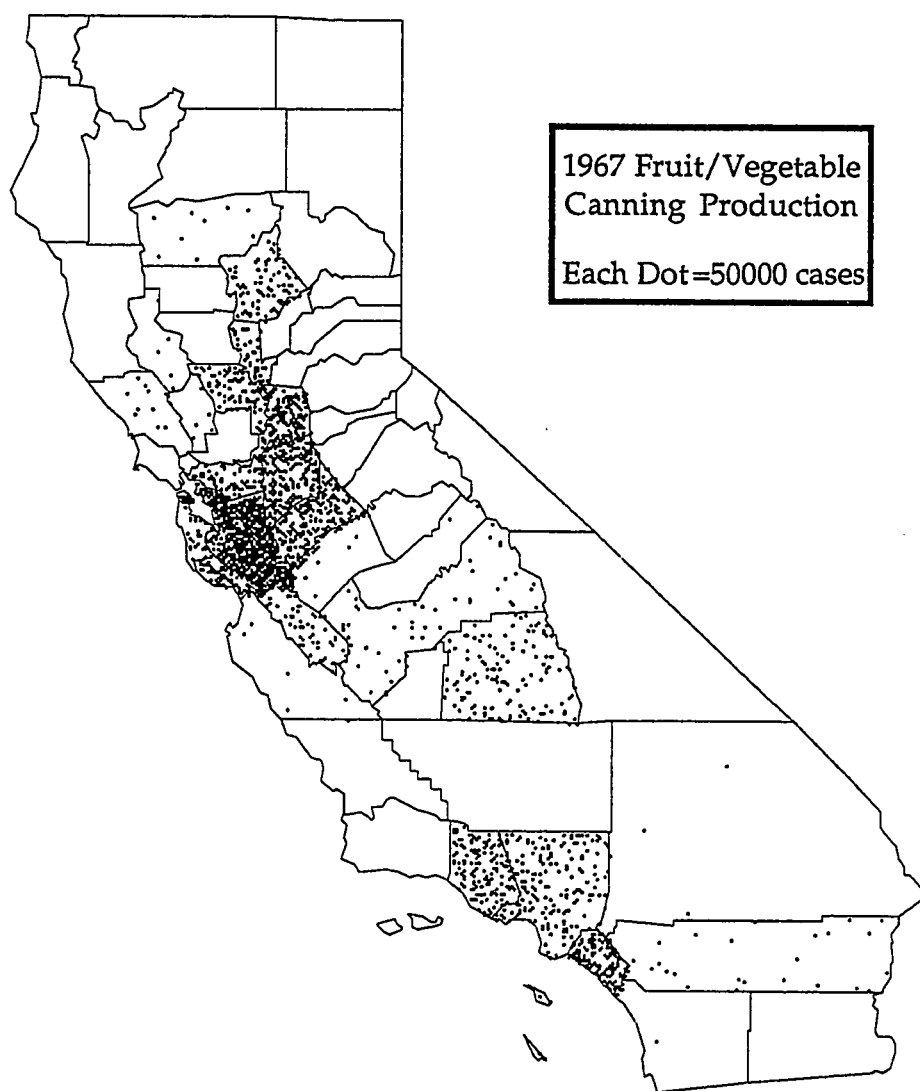 1967 Fruit/Vegetable
Canning Production
Each Dot=50000 cases